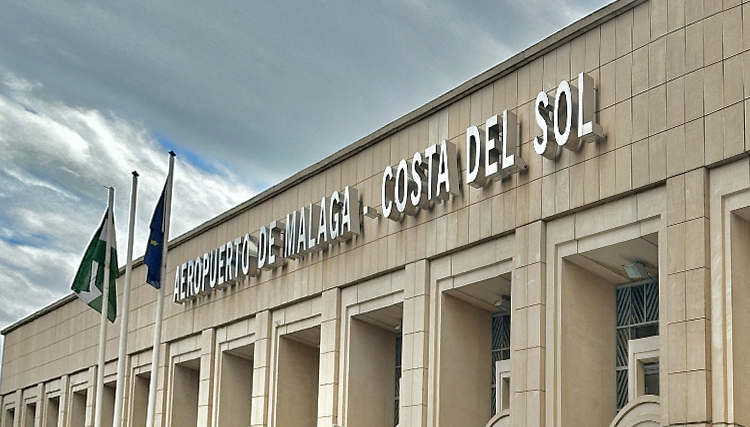 AEROPUERTO DE MALAGA - COSTA DEL SOL